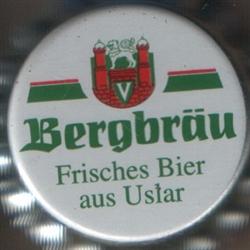 V
Bergbräu
Frisches Bier
aus Uslar